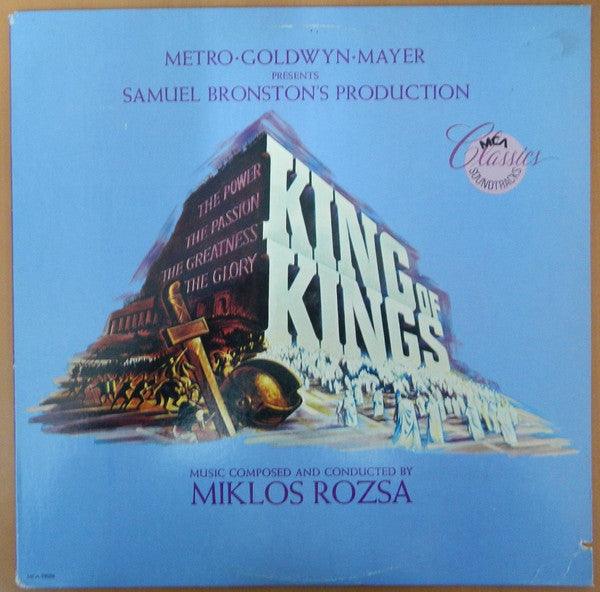 METRO·GOLDWYN·MAYER
PRESENTS
SAMUEL BRONSTON'S PRODUCTION
MCA
Classics
SOUNDTRACKS
THE POWER
THE PASSION
THE GREATNESS
THE GLORY
KING
OF
KINGS
MUSIC COMPOSED AND CONDUCTED BY
MIKLOS ROZSA